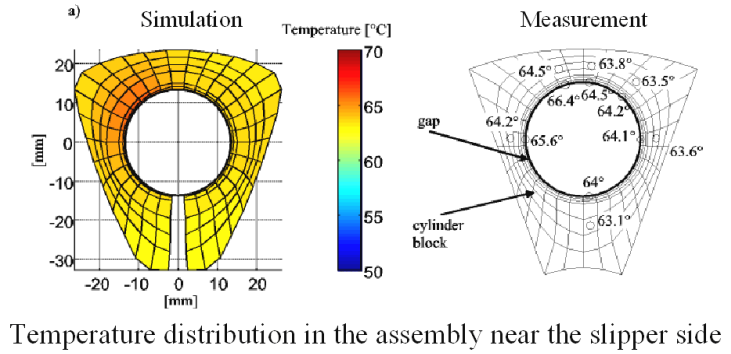 a)
Simulation
Temperature [°C]
Measurement
20
10
0
-10
-20
-30
[mm]
-20 -10 0 10 20
[mm]
70
65
60
55
50
64.5°
63.8°
63.5°
66.4°
64.5°
64.2°
64.2°
65.6°
64.1°
63.6°
64°
63.1°
gap
cylinder
block
Temperature distribution in the assembly near the slipper side